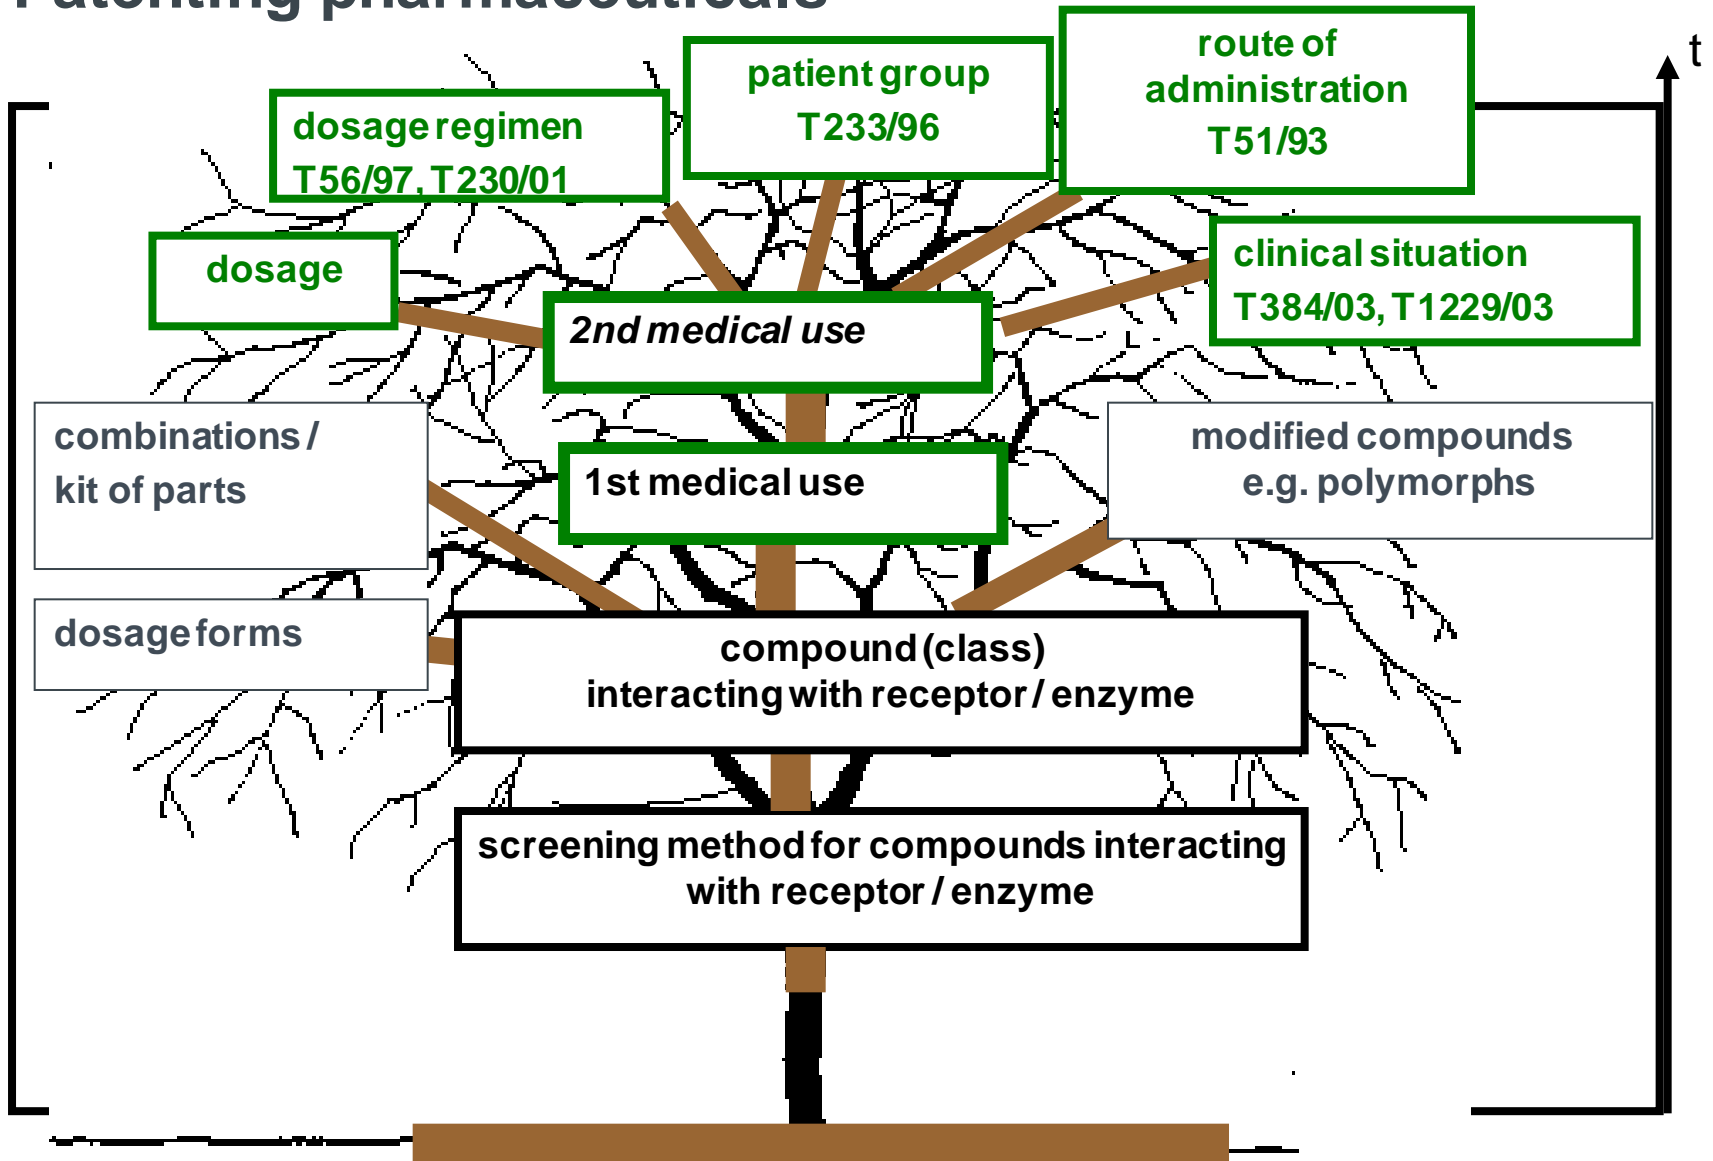 Patenting pharmaceuticals
t
route of
administration
T51/93
patient group
T233/96
dosage regimen
T56/97, T230/01
dosage
clinical situation
T384/03, T1229/03
2nd medical use
combinations /
kit of parts
1st medical use
modified compounds
e.g. polymorphs
dosage forms
compound (class)
interacting with receptor / enzyme
screening method for compounds interacting
with receptor / enzyme